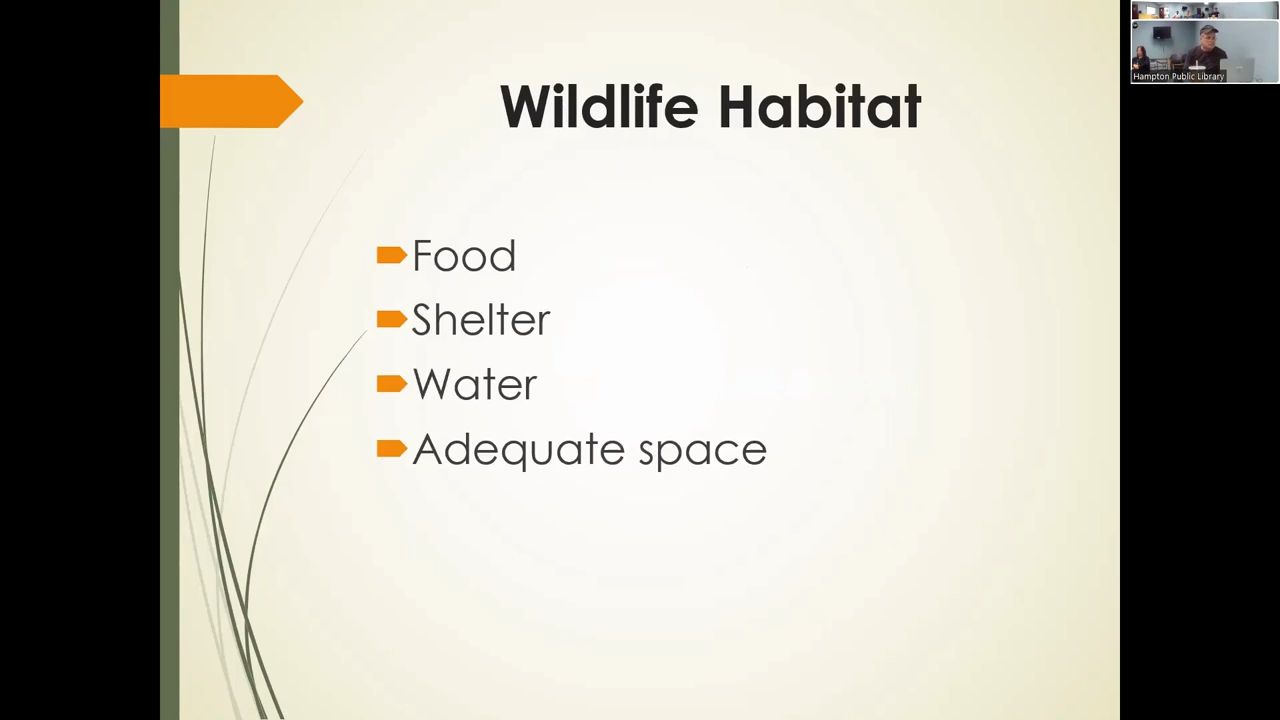 Wildlife Habitat
Food
Shelter
Water
Adequate space
Hampton Public Library